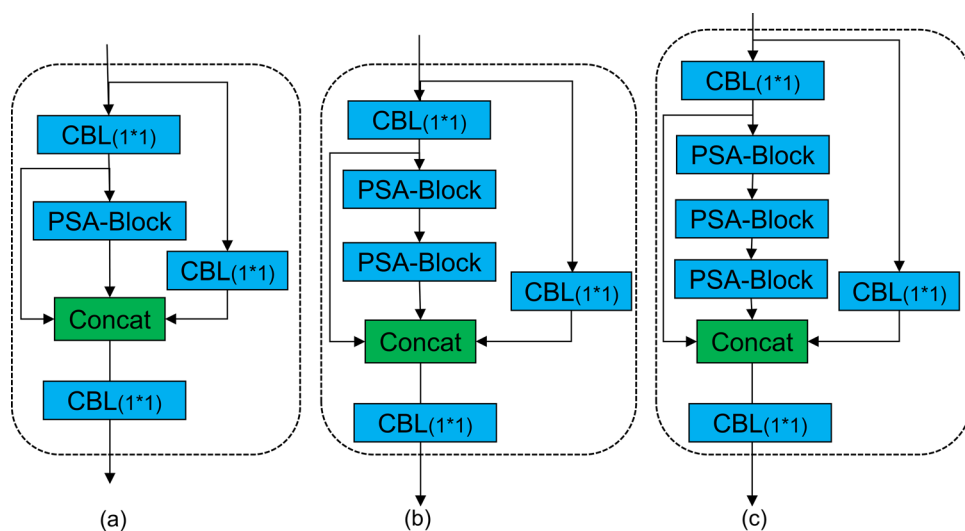 CBL(1*1)
PSA-Block
CBL(1*1)
Concat
CBL(1*1)
(a)
CBL(1*1)
PSA-Block
PSA-Block
CBL(1*1)
Concat
CBL(1*1)
(b)
CBL(1*1)
PSA-Block
PSA-Block
PSA-Block
CBL(1*1)
Concat
CBL(1*1)
(c)